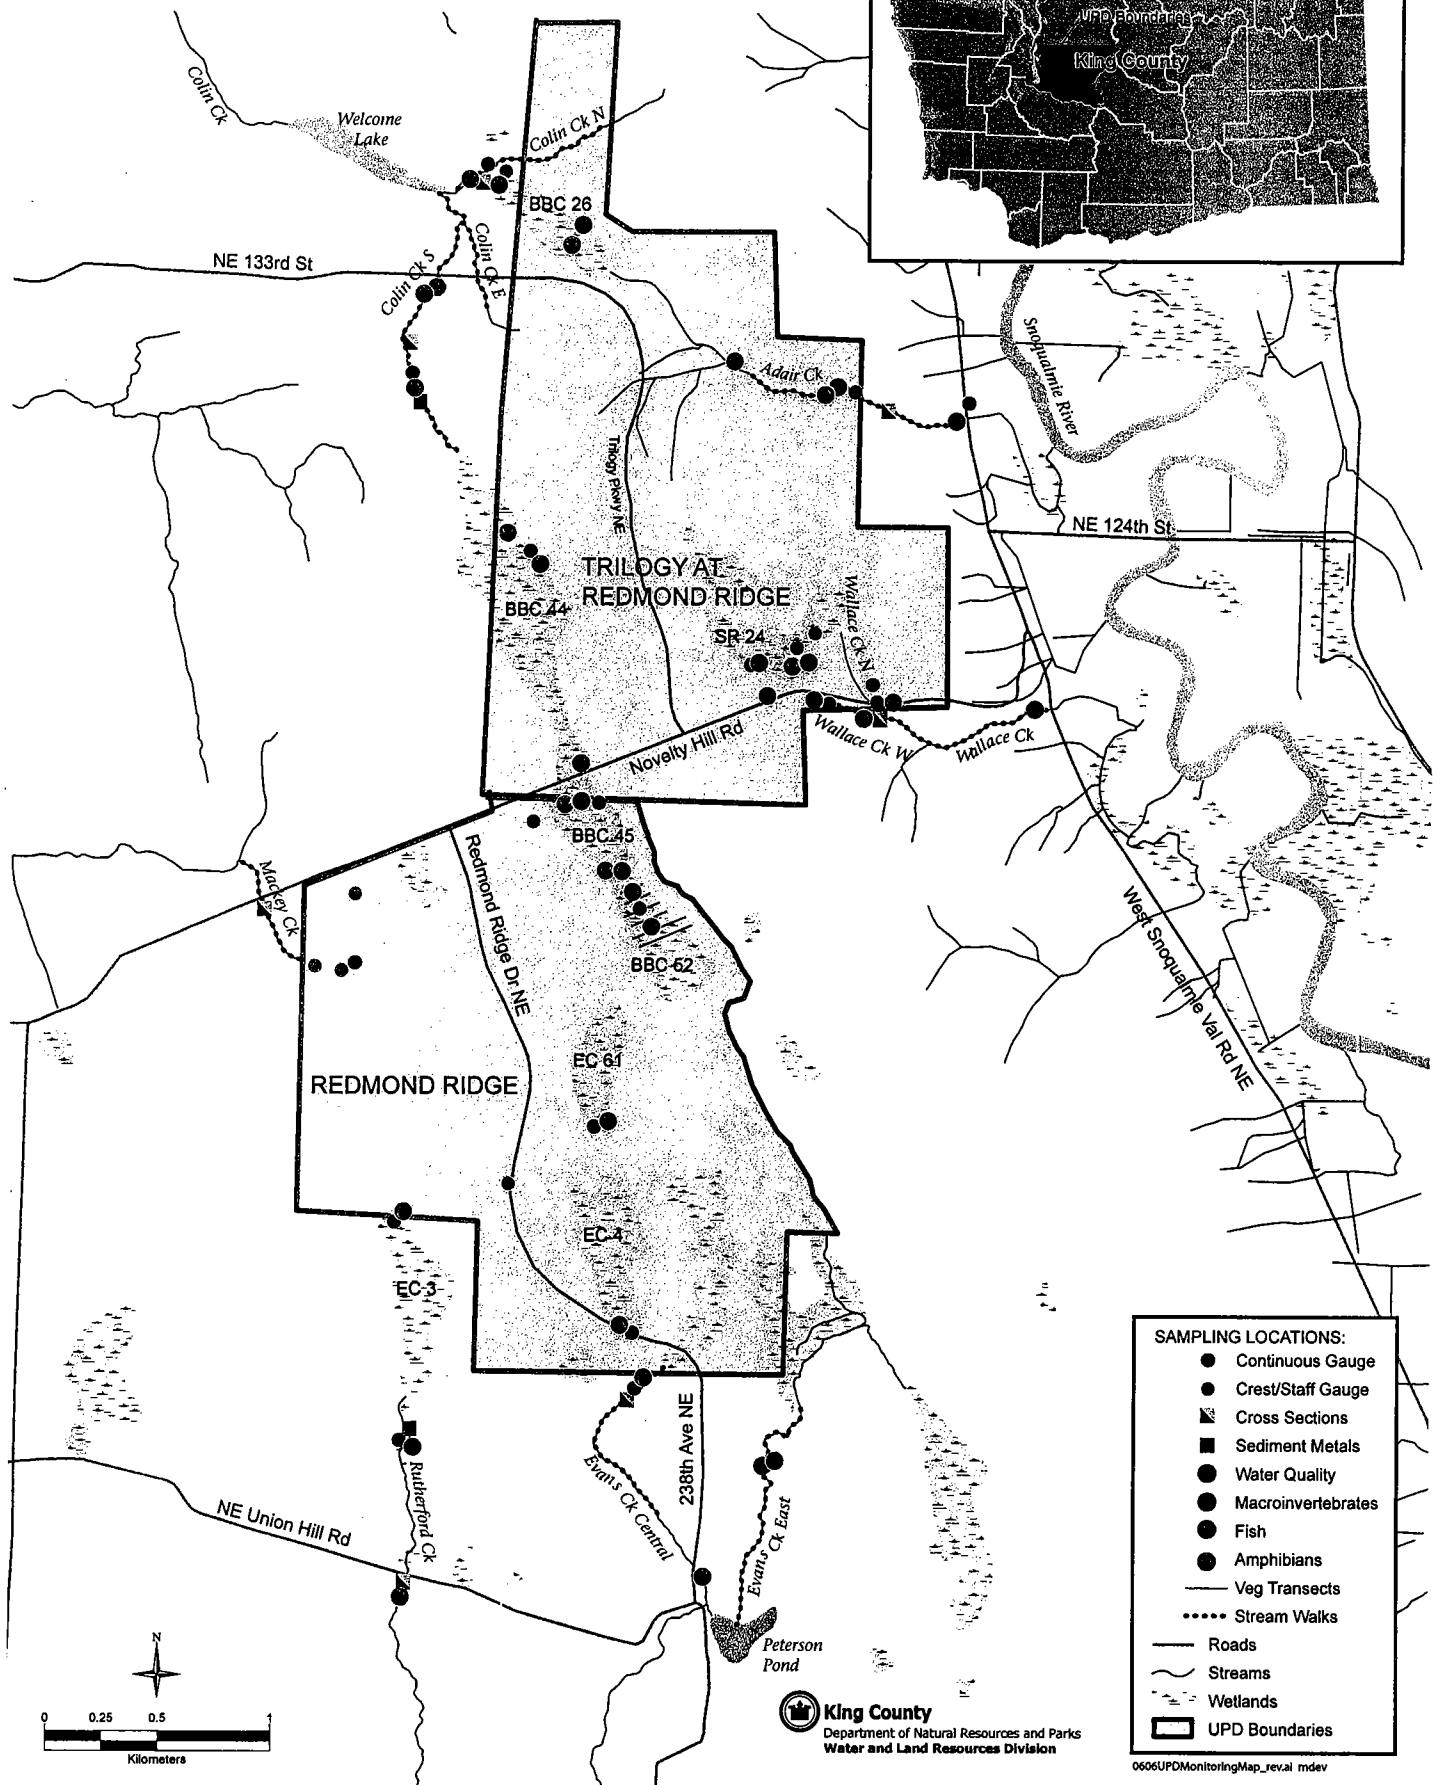 UPD Boundaries
King County
Colin Ck
Welcome
Lake
Colin Ck N
BBC 26
Colin Ck E
Colin Ck S
NE 133rd St
Snoqualmie River
Adair Ck
Trilogy Pkwy NE
NE 124th St
TRILOGY AT
REDMOND RIDGE
BBC 44
SR 24
Wallace Ck N
Wallace Ck W
Wallace Ck
Novelty Hill Rd
BBC 45
Redmond Ridge Dr NE
Mackey Ck
West Snoqualmie Val Rd NE
BBC 52
EC 61
REDMOND RIDGE
EC 4
EC 3
238th Ave NE
Evans Ck Central
Evans Ck East
Rutherford Ck
NE Union Hill Rd
Peterson
Pond
N
0 0.25 0.5 1
Kilometers
King County
Department of Natural Resources and Parks
Water and Land Resources Division
SAMPLING LOCATIONS:
Continuous Gauge
Crest/Staff Gauge
Cross Sections
Sediment Metals
Water Quality
Macroinvertebrates
Fish
Amphibians
Veg Transects
Stream Walks
Roads
Streams
Wetlands
UPD Boundaries
0606UPDMonitoringMap_rev.ai mdev